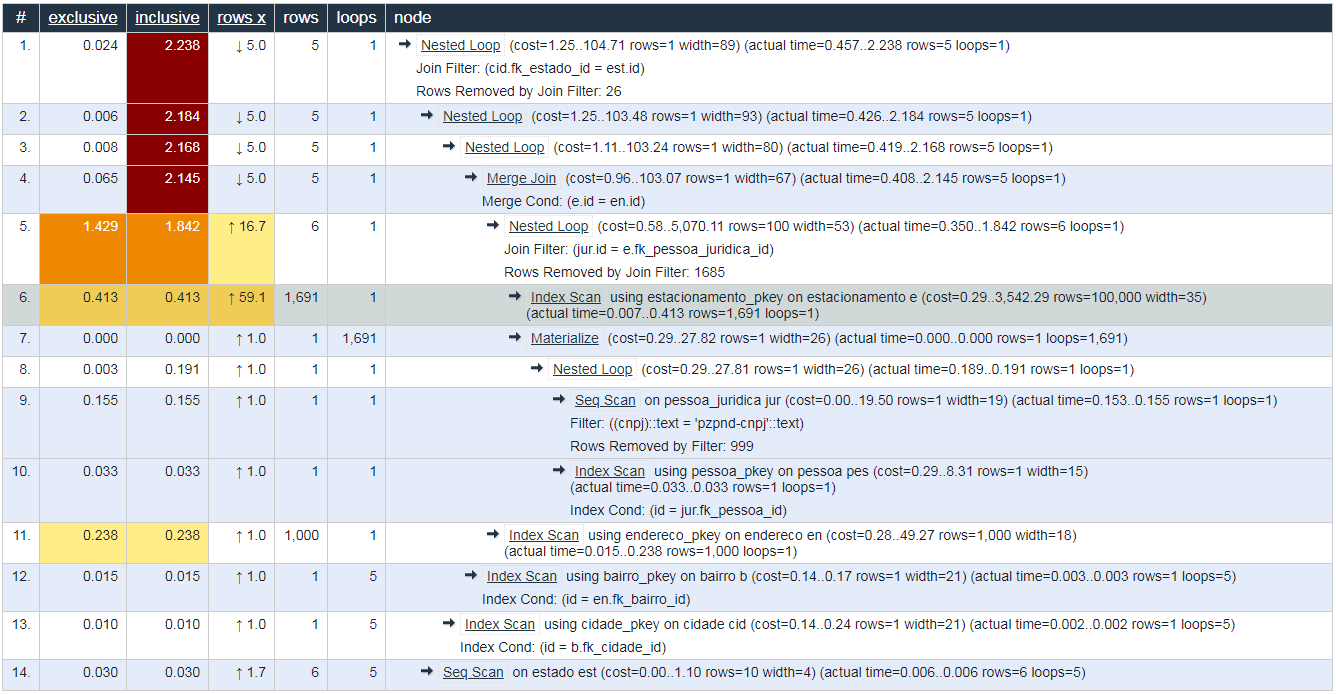 # exclusive inclusive rows x rows loops node
1. 0.024 2.238 ↓ 5.0 5 1 → Nested Loop (cost=1.25..104.71 rows=1 width=89) (actual time=0.457..2.238 rows=5 loops=1)
Join Filter: (cid.fk_estado_id = est.id)
Rows Removed by Join Filter: 26
2. 0.006 2.184 ↓ 5.0 5 1 → Nested Loop (cost=1.25..103.48 rows=1 width=93) (actual time=0.426..2.184 rows=5 loops=1)
3. 0.008 2.168 ↓ 5.0 5 1 → Nested Loop (cost=1.11..103.24 rows=1 width=80) (actual time=0.419..2.168 rows=5 loops=1)
4. 0.065 2.145 ↓ 5.0 5 1 → Merge Join (cost=0.96..103.07 rows=1 width=67) (actual time=0.408..2.145 rows=5 loops=1)
Merge Cond: (e.id = en.id)
5. 1.429 1.842 ↑ 16.7 6 1 → Nested Loop (cost=0.58..5,070.11 rows=100 width=53) (actual time=0.350..1.842 rows=6 loops=1)
Join Filter: (jur.id = e.fk_pessoa_juridica_id)
Rows Removed by Join Filter: 1685
6. 0.413 0.413 ↑ 59.1 1,691 1 → Index Scan using estacionamento_pkey on estacionamento e (cost=0.29..3,542.29 rows=100,000 width=35)
(actual time=0.007..0.413 rows=1,691 loops=1)
7. 0.000 0.000 ↑ 1.0 1 1,691 → Materialize (cost=0.29..27.82 rows=1 width=26) (actual time=0.000..0.000 rows=1 loops=1,691)
8. 0.003 0.191 ↑ 1.0 1 1 → Nested Loop (cost=0.29..27.81 rows=1 width=26) (actual time=0.189..0.191 rows=1 loops=1)
9. 0.155 0.155 ↑ 1.0 1 1 → Seq Scan on pessoa_juridica jur (cost=0.00..19.50 rows=1 width=19) (actual time=0.153..0.155 rows=1 loops=1)
Filter: ((cnpj)::text = 'pzpnd-cnpj'::text)
Rows Removed by Filter: 999
10. 0.033 0.033 ↑ 1.0 1 1 → Index Scan using pessoa_pkey on pessoa pes (cost=0.29..8.31 rows=1 width=15)
(actual time=0.033..0.033 rows=1 loops=1)
Index Cond: (id = jur.fk_pessoa_id)
11. 0.238 0.238 ↑ 1.0 1,000 1 → Index Scan using endereco_pkey on endereco en (cost=0.28..49.27 rows=1,000 width=18)
(actual time=0.015..0.238 rows=1,000 loops=1)
12. 0.015 0.015 ↑ 1.0 1 5 → Index Scan using bairro_pkey on bairro b (cost=0.14..0.17 rows=1 width=21) (actual time=0.003..0.003 rows=1 loops=5)
Index Cond: (id = en.fk_bairro_id)
13. 0.010 0.010 ↑ 1.0 1 5 → Index Scan using cidade_pkey on cidade cid (cost=0.14..0.24 rows=1 width=21) (actual time=0.002..0.002 rows=1 loops=5)
Index Cond: (id = b.fk_cidade_id)
14. 0.030 0.030 ↑ 1.7 6 5 → Seq Scan on estado est (cost=0.00..1.10 rows=10 width=4) (actual time=0.006..0.006 rows=6 loops=5)